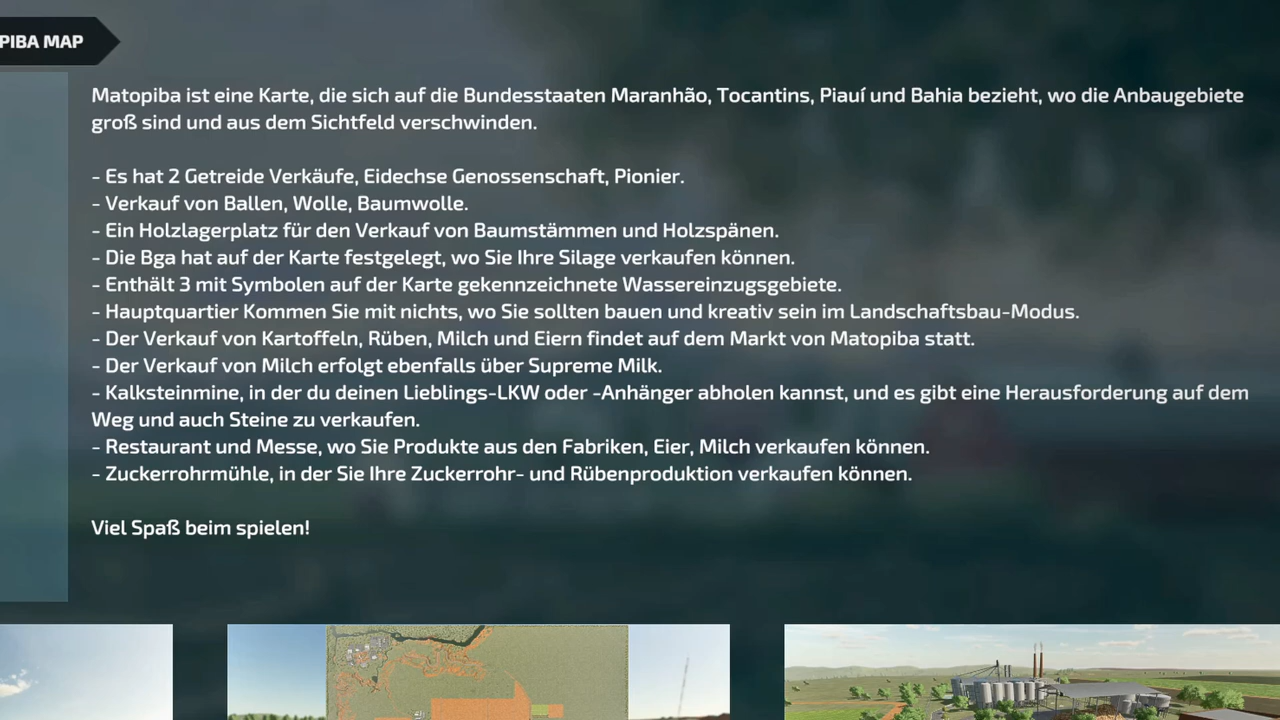 PIBA MAP
Matopiba ist eine Karte, die sich auf die Bundesstaaten Maranhão, Tocantins, Piauí und Bahia bezieht, wo die Anbaugebiete
groß sind und aus dem Sichtfeld verschwinden.
- Es hat 2 Getreide Verkäufe, Eidechse Genossenschaft, Pionier.
- Verkauf von Ballen, Wolle, Baumwolle.
- Ein Holzlagerplatz für den Verkauf von Baumstämmen und Holzspänen.
- Die Bga hat auf der Karte festgelegt, wo Sie Ihre Silage verkaufen können.
- Enthält 3 mit Symbolen auf der Karte gekennzeichnete Wassereinzugsgebiete.
- Hauptquartier Kommen Sie mit nichts, wo Sie sollten bauen und kreativ sein im Landschaftsbau-Modus.
- Der Verkauf von Kartoffeln, Rüben, Milch und Eiern findet auf dem Markt von Matopiba statt.
- Der Verkauf von Milch erfolgt ebenfalls über Supreme Milk.
- Kalksteinmine, in der du deinen Lieblings-LKW oder -Anhänger abholen kannst, und es gibt eine Herausforderung auf dem
Weg und auch Steine zu verkaufen.
- Restaurant und Messe, wo Sie Produkte aus den Fabriken, Eier, Milch verkaufen können.
- Zuckerrohrmühle, in der Sie Ihre Zuckerrohr- und Rübenproduktion verkaufen können.
Viel Spaß beim spielen!